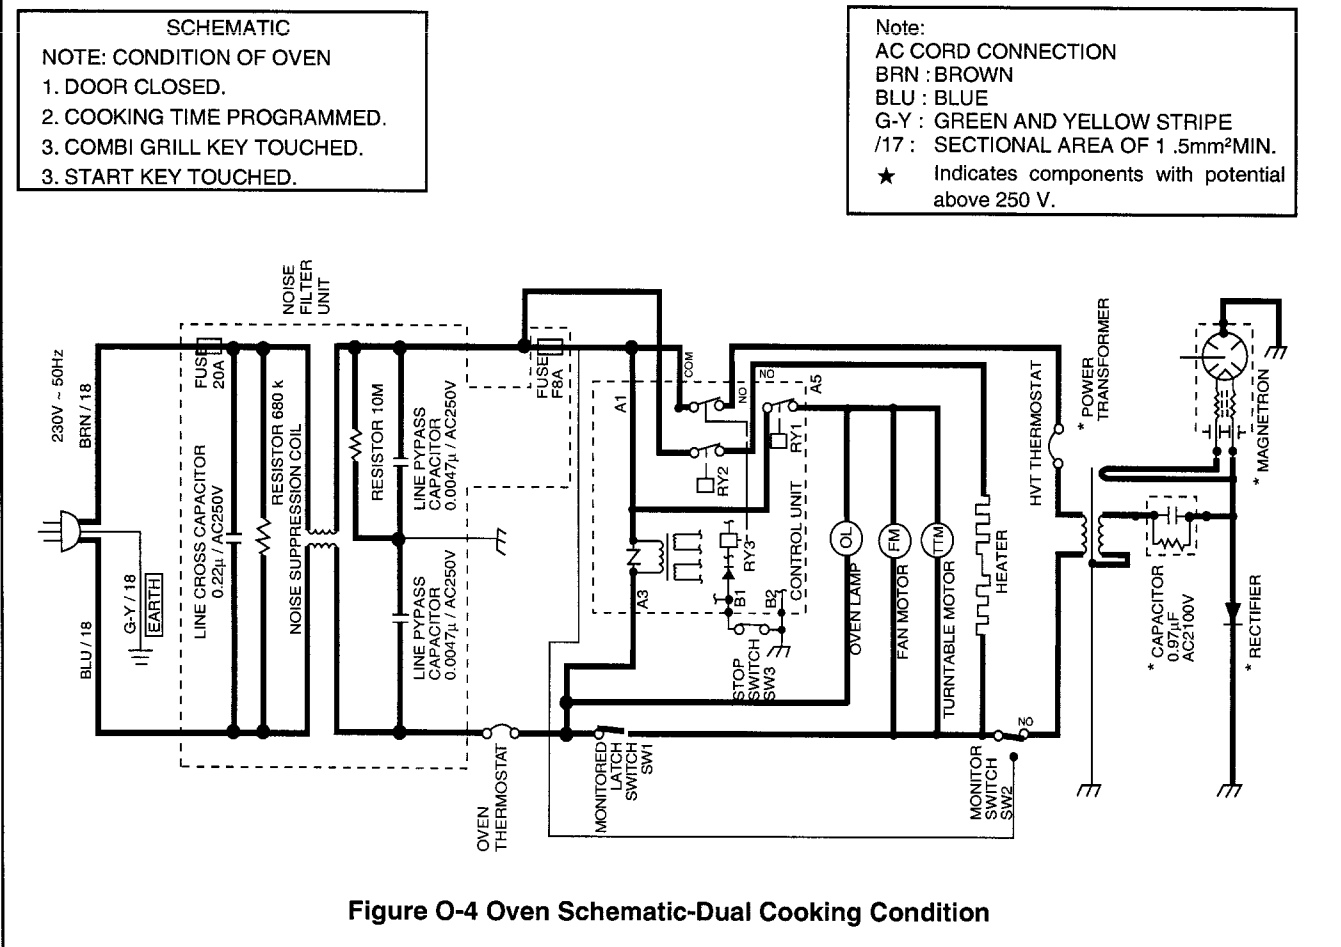 SCHEMATIC
NOTE: CONDITION OF OVEN
1. DOOR CLOSED.
2. COOKING TIME PROGRAMMED.
3. COMBI GRILL KEY TOUCHED.
3. START KEY TOUCHED.
Note:
AC CORD CONNECTION
BRN : BROWN
BLU : BLUE
G-Y : GREEN AND YELLOW STRIPE
/17 : SECTIONAL AREA OF 1 .5mm²MIN.
★ Indicates components with potential
above 250 V.
230V ~ 50Hz
BRN / 18
BLU / 18
G-Y / 18
EARTH
NOISE
FILTER
UNIT
FUSE
20A
LINE CROSS CAPACITOR
0.22µ / AC250V
RESISTOR 680 k
NOISE SUPPRESSION COIL
RESISTOR 10M
LINE PYPASS
CAPACITOR
0.0047µ / AC250V
LINE PYPASS
CAPACITOR
0.0047µ / AC250V
FUSE
F8A
OVEN
THERMOSTAT
MONITORED
LATCH
SWITCH
SW1
A1
A3
COM
NO
NO
A5
RY1
RY2
RY3
B1
B2
CONTROL UNIT
STOP
SWITCH
SW3
OL
OVEN LAMP
FM
FAN MOTOR
TTM
TURNTABLE MOTOR
HEATER
MONITOR
SWITCH
SW2
NO
HVT THERMOSTAT
* POWER
TRANSFORMER
* MAGNETRON
* CAPACITOR
0.97µF
AC2100V
* RECTIFIER
Figure O-4 Oven Schematic-Dual Cooking Condition